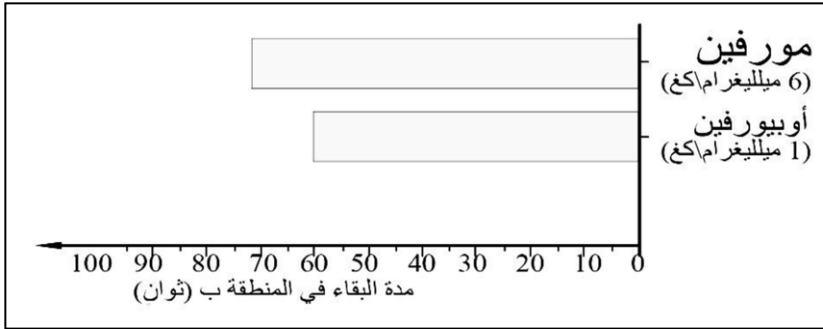 مورفين
(6 ميلليغرام\كغ)
أوبيورفين
(1 ميلليغرام\كغ)
100 90 80 70 60 50 40 30 20 10 0
مدة البقاء في المنطقة ب (ثوان)